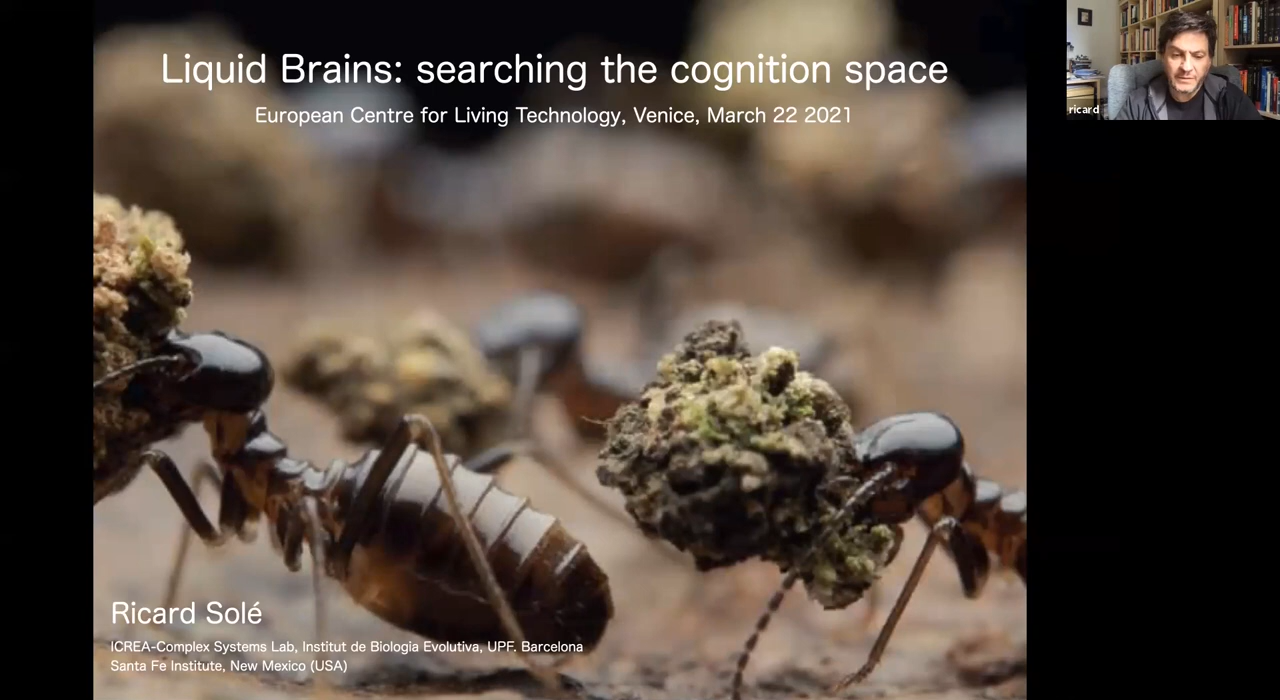 Liquid Brains: searching the cognition space
European Centre for Living Technology, Venice, March 22 2021
ricard
Ricard Solé
ICREA-Complex Systems Lab, Institut de Biologia Evolutiva, UPF. Barcelona
Santa Fe Institute, New Mexico (USA)